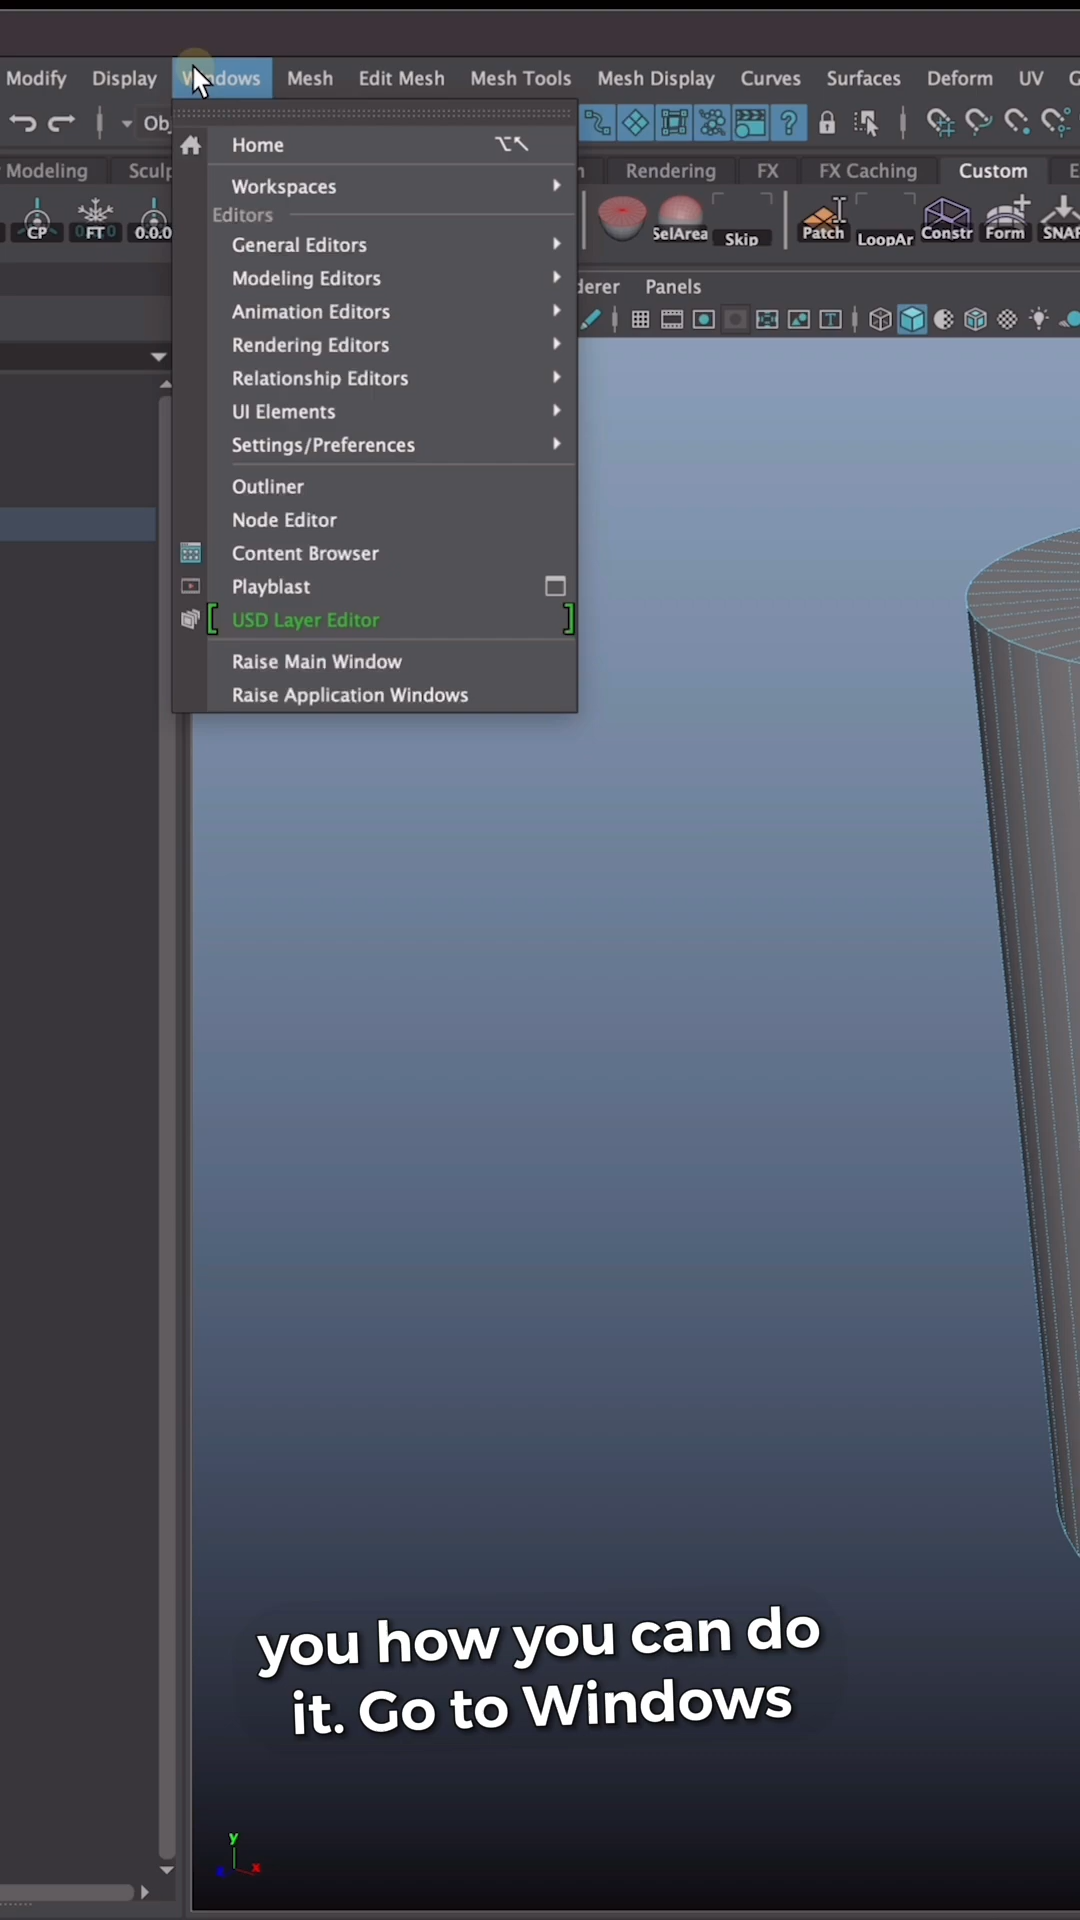 Modify Display Windows Mesh Edit Mesh Mesh Tools Mesh Display Curves Surfaces Deform UV
Home
Modeling Rendering FX FX Caching Custom
Workspaces
Editors
CP FT 0.0.0 SelArea Skip Patch LoopAr Constr Form SNAP
General Editors
Modeling Editors
Panels
Animation Editors
T
Rendering Editors
Relationship Editors
UI Elements
Settings/Preferences
Outliner
Node Editor
Content Browser
Playblast
[ USD Layer Editor ]
Raise Main Window
Raise Application Windows
you how you can do
it. Go to Windows
y
x